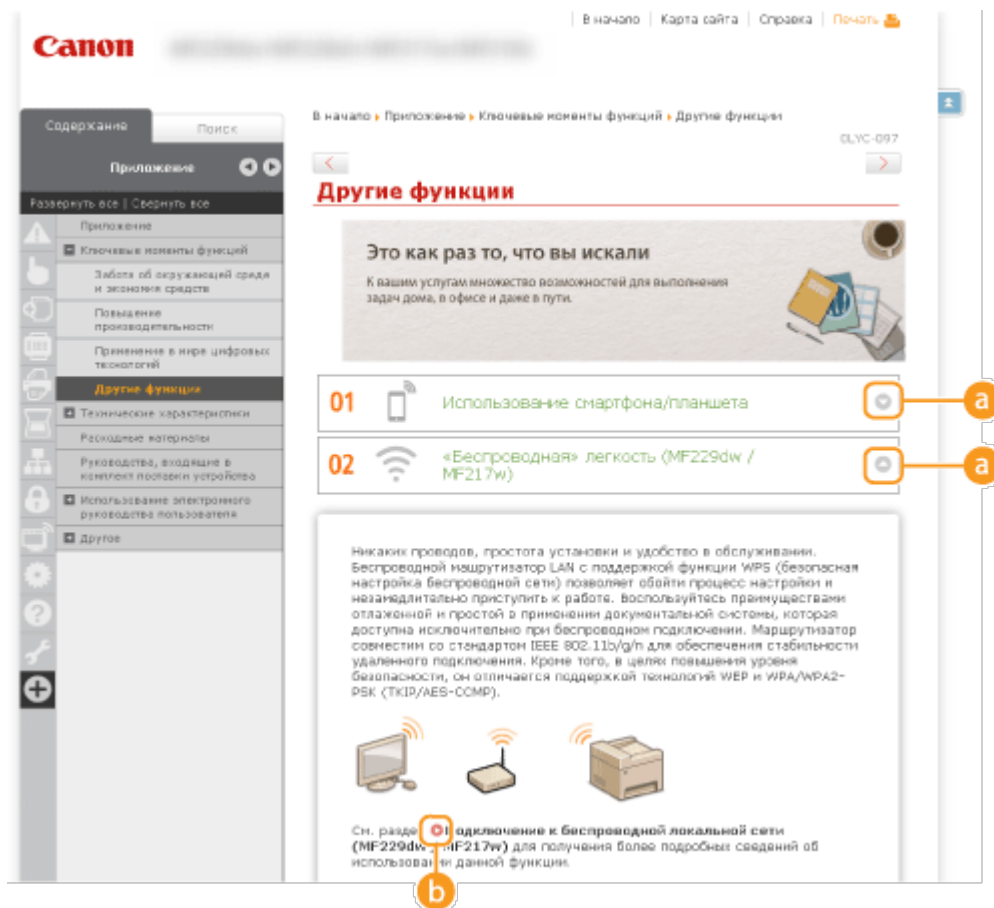 В начало | Карта сайта | Справка | Печать
Canon
Содержание
Поиск
Приложение
Развернуть все | Свернуть все
Приложение
Ключевые моменты функций
Забота об окружающей среде
и экономия средств
Повышение
производительности
Применение в мире цифровых
технологий
Другие функции
Технические характеристики
Расходные материалы
Руководства, входящие в
комплект поставки устройства
Использование электронного
руководства пользователя
Другое
В начало Приложение Ключевые моменты функций Другие функции
0LYC-097
Другие функции
Это как раз то, что вы искали
К вашим услугам множество возможностей для выполнения
задач дома, в офисе и даже в пути.
01 Использование смартфона/планшета
a
02 «Беспроводная» легкость (MF229dw /
MF217w)
a
Никаких проводов, простота установки и удобство в обслуживании.
Беспроводной машрутизатор LAN с поддержкой функции WPS (безопасная
настройка беспроводной сети) позволяет обойти процесс настройки и
незамедлительно приступить к работе. Воспользуйтесь преимуществами
отлаженной и простой в применении документальной системы, которая
доступна исключительно при беспроводном подключении. Маршрутизатор
совместим со стандартом IEEE 802.11b/g/n для обеспечения стабильности
удаленного подключения. Кроме того, в целях повышения уровня
безопасности, он отличается поддержкой технологий WEP и WPA/WPA2-
PSK (TKIP/AES-CCMP).
См. раздел Подключение к беспроводной локальной сети
(MF229dw / MF217w) для получения более подробных сведений об
использовании данной функции.
b